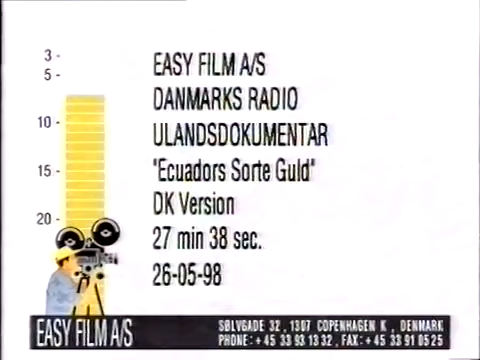 3 -
5 -
10 -
15 -
20 -
EASY FILM A/S
DANMARKS RADIO
ULANDSDOKUMENTAR
"Ecuadors Sorte Guld"
DK Version
27 min 38 sec.
26-05-98
EASY FILM A/S
SØLVGADE 32 , 1307 COPENHAGEN K , DENMARK
PHONE: + 45 33 93 13 32 , FAX: + 45 33 91 05 25